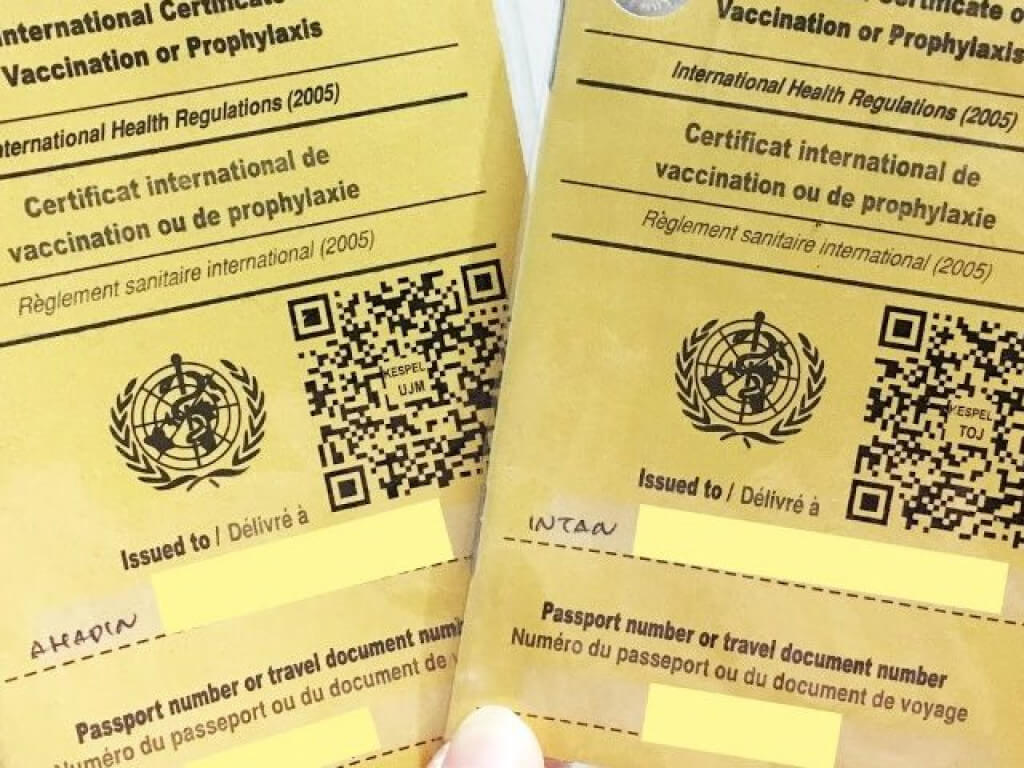 International Certificate
Vaccination or Prophylaxis
International Health Regulations (2005)
Certificat international de
vaccination ou de prophylaxie
Règlement sanitaire international (2005)
KESPEL
UJM
Issued to / Délivré à
AHADIN
Passport number or travel document
Numéro du passeport ou du document de
Certificate
Vaccination or Prophylaxis
International Health Regulations (2005)
Certificat international de
vaccination ou de prophylaxie
Règlement sanitaire international (2005)
KESPEL
TOJ
Issued to / Délivré à
INTAN
Passport number or travel document number
Numéro du passeport ou du document de voyage